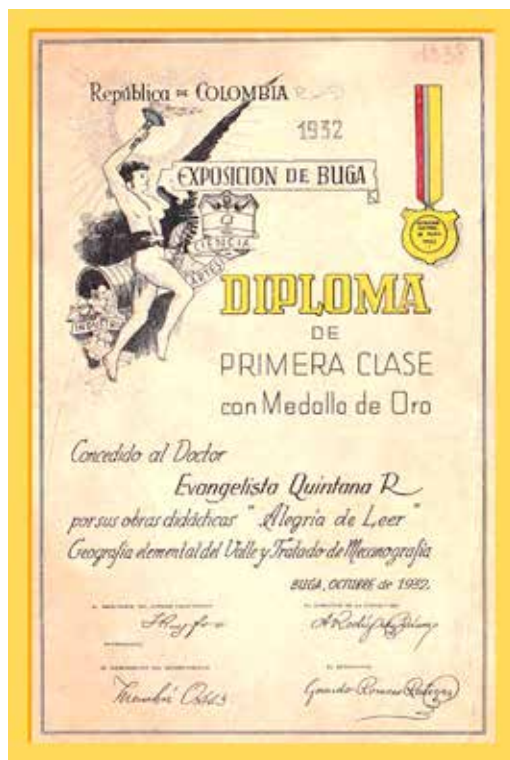 1932
República DE COLOMBIA
1932
EXPOSICION DE BUGA
CIENCIA
ARTES
INDUSTRIA
DIPLOMA
DE
PRIMERA CLASE
con Medalla de Oro
Concedido al Doctor
Evangelista Quintana R
por sus obras didácticas "Alegría de Leer"
Geografía elemental del Valle y Tratado de Mecanografía
BUGA, OCTUBRE de 1932.